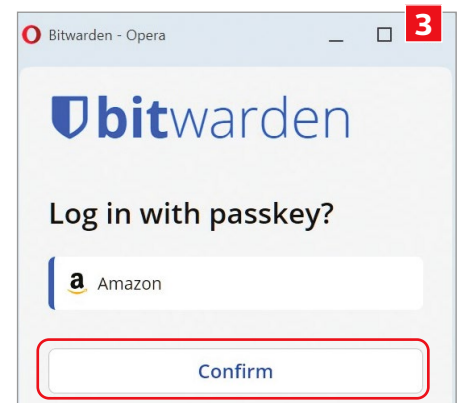 Bitwarden - Opera
3
bitwarden
Log in with passkey?
Amazon
Confirm